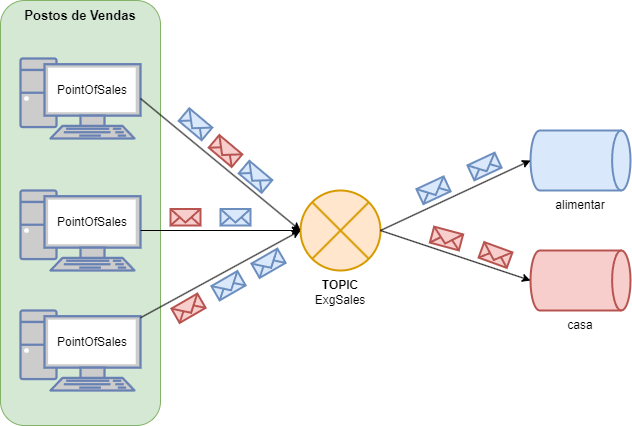 Postos de Vendas
PointOfSales
PointOfSales
PointOfSales
TOPIC
ExgSales
alimentar
casa